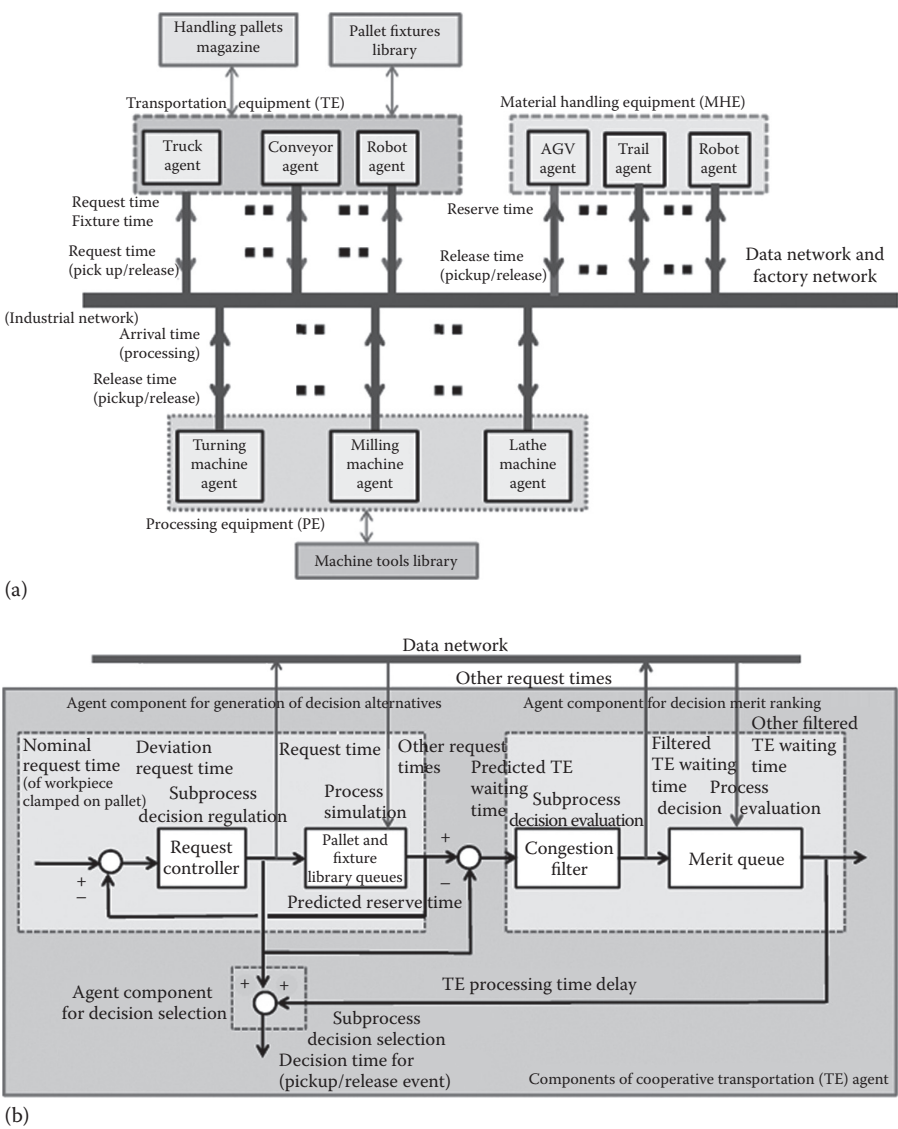 Handling pallets
magazine
Pallet fixtures
library
Transportation equipment (TE)
Material handling equipment (MHE)
Truck
agent
Conveyor
agent
Robot
agent
AGV
agent
Trail
agent
Robot
agent
Request time
Fixture time
Reserve time
Request time
(pick up/release)
Release time
(pickup/release)
Data network and
factory network
(Industrial network)
Arrival time
(processing)
Release time
(pickup/release)
Turning
machine
agent
Milling
machine
agent
Lathe
machine
agent
Processing equipment (PE)
Machine tools library
(a)
Data network
Other request times
Agent component for generation of decision alternatives
Agent component for decision merit ranking
Nominal
request time
(of workpiece
clamped on pallet)
Deviation
request time
Subprocess
decision regulation
Request time
Process
simulation
Other request
times
Predicted TE
waiting
time
Subprocess
decision evaluation
Filtered
TE waiting
time
decision
Process
evaluation
Other filtered
TE waiting
time
Request
controller
Pallet and
fixture
library queues
Congestion
filter
Merit queue
+
−
+
−
Predicted reserve time
+ +
Agent component
for decision selection
TE processing time delay
Subprocess
decision selection
Decision time for
(pickup/release event)
Components of cooperative transportation (TE) agent
(b)